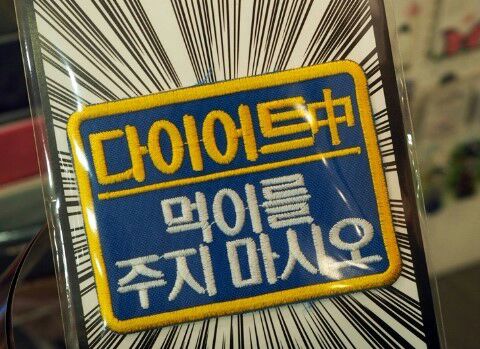 다이어트中
먹이를
주지 마시오